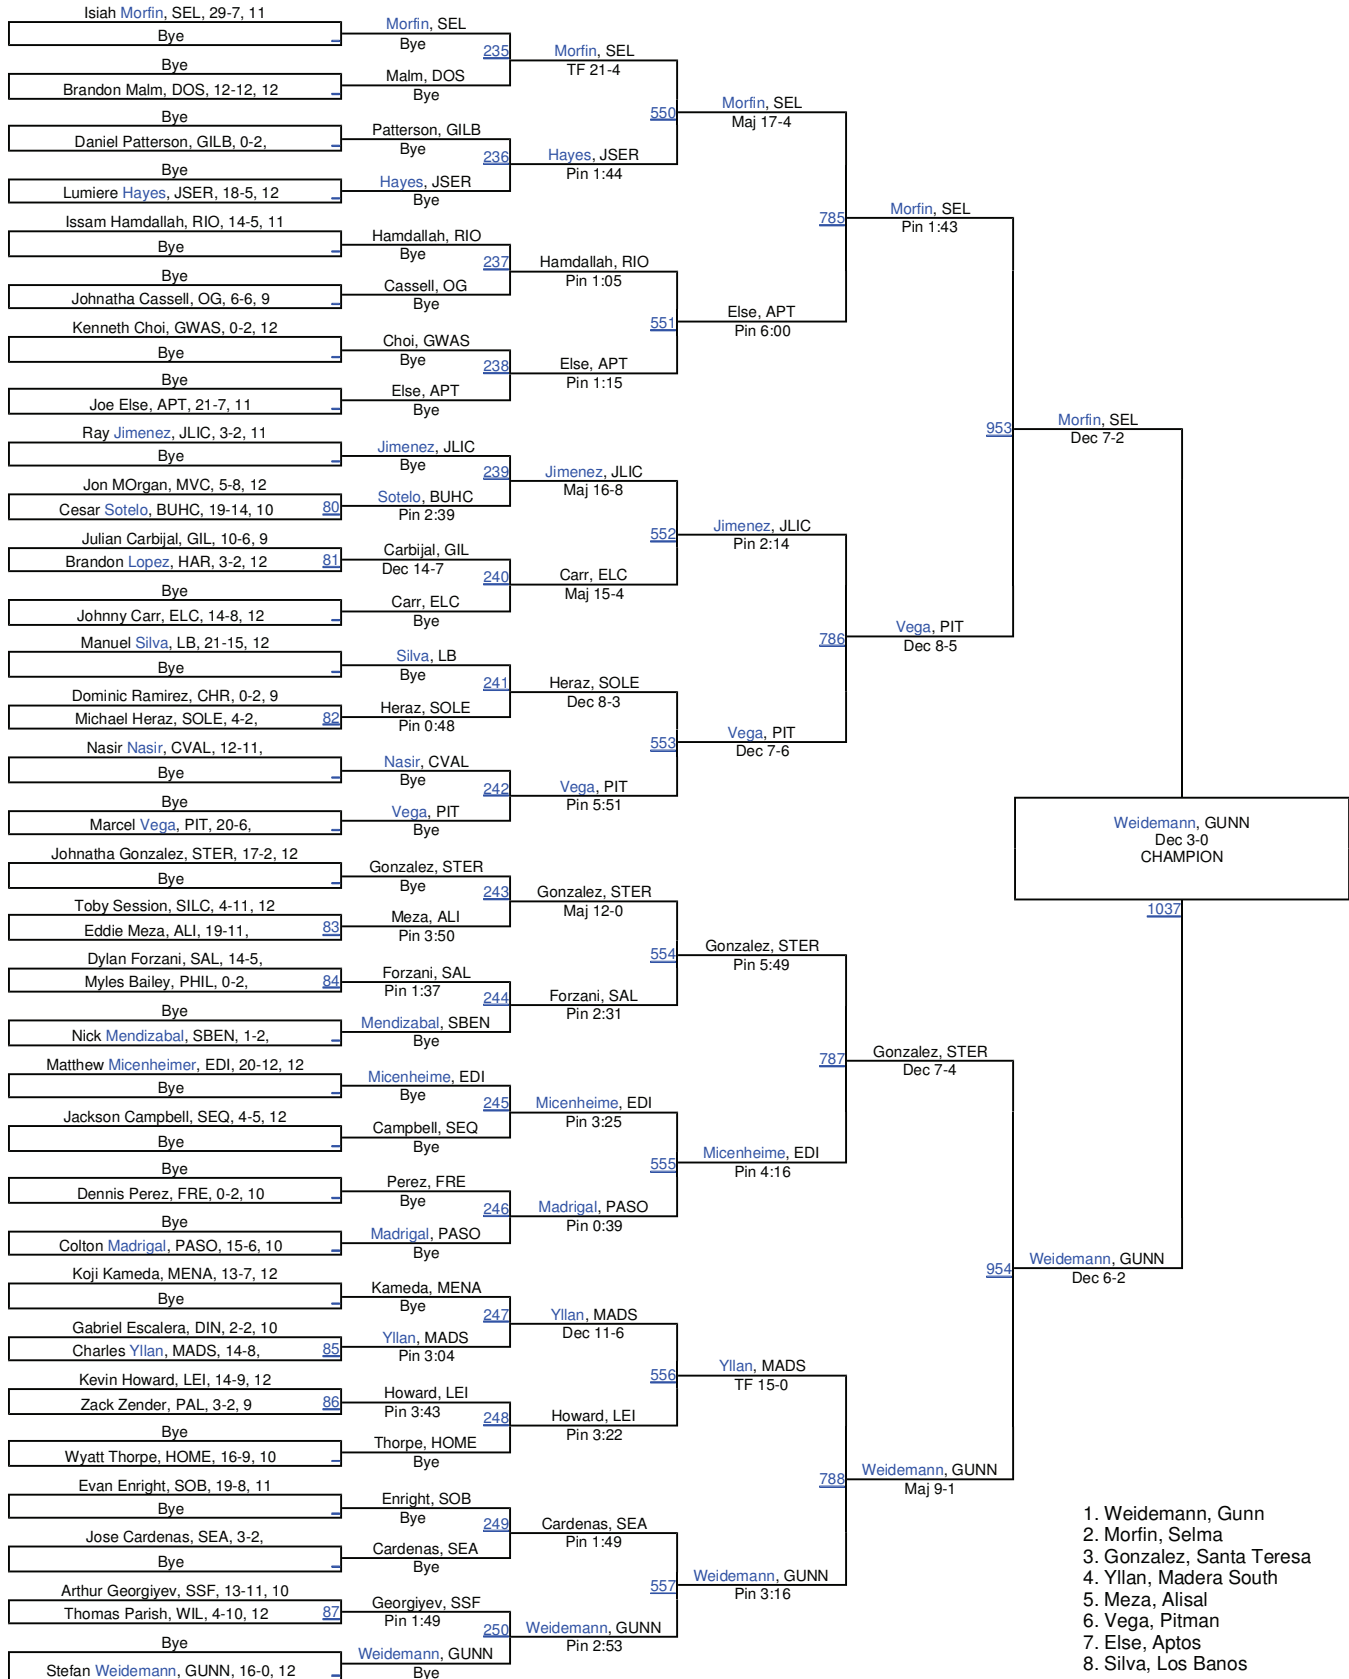 Isiah Morfin, SEL, 29-7, 11
Bye
Bye
Brandon Malm, DOS, 12-12, 12
Bye
Daniel Patterson, GILB, 0-2,
Bye
Lumiere Hayes, JSER, 18-5, 12
Issam Hamdallah, RIO, 14-5, 11
Bye
Bye
Johnatha Cassell, OG, 6-6, 9
Kenneth Choi, GWAS, 0-2, 12
Bye
Bye
Joe Else, APT, 21-7, 11
Ray Jimenez, JLIC, 3-2, 11
Bye
Jon MOrgan, MVC, 5-8, 12
Cesar Sotelo, BUHC, 19-14, 10 80
Julian Carbijal, GIL, 10-6, 9
Brandon Lopez, HAR, 3-2, 12 81
Bye
Johnny Carr, ELC, 14-8, 12
Manuel Silva, LB, 21-15, 12
Bye
Dominic Ramirez, CHR, 0-2, 9
Michael Heraz, SOLE, 4-2, 82
Nasir Nasir, CVAL, 12-11,
Bye
Bye
Marcel Vega, PIT, 20-6,
Johnatha Gonzalez, STER, 17-2, 12
Bye
Toby Session, SILC, 4-11, 12
Eddie Meza, ALI, 19-11, 83
Dylan Forzani, SAL, 14-5,
Myles Bailey, PHIL, 0-2, 84
Bye
Nick Mendizabal, SBEN, 1-2,
Matthew Micenheimer, EDI, 20-12, 12
Bye
Jackson Campbell, SEQ, 4-5, 12
Bye
Bye
Dennis Perez, FRE, 0-2, 10
Bye
Colton Madrigal, PASO, 15-6, 10
Koji Kameda, MENA, 13-7, 12
Bye
Gabriel Escalera, DIN, 2-2, 10
Charles Yllan, MADS, 14-8, 85
Kevin Howard, LEI, 14-9, 12
Zack Zender, PAL, 3-2, 9 86
Bye
Wyatt Thorpe, HOME, 16-9, 10
Evan Enright, SOB, 19-8, 11
Bye
Jose Cardenas, SEA, 3-2,
Bye
Arthur Georgiyev, SSF, 13-11, 10
Thomas Parish, WIL, 4-10, 12 87
Bye
Stefan Weidemann, GUNN, 16-0, 12
Morfin, SEL
Bye
235
Malm, DOS
Bye
Patterson, GILB
Bye
236
Hayes, JSER
Bye
Hamdallah, RIO
Bye
237
Cassell, OG
Bye
Choi, GWAS
Bye
238
Else, APT
Bye
Jimenez, JLIC
Bye
239
Sotelo, BUHC
Pin 2:39
Carbijal, GIL
Dec 14-7
240
Carr, ELC
Bye
Silva, LB
Bye
241
Heraz, SOLE
Pin 0:48
Nasir, CVAL
Bye
242
Vega, PIT
Bye
Gonzalez, STER
Bye
243
Meza, ALI
Pin 3:50
Forzani, SAL
Pin 1:37
244
Mendizabal, SBEN
Bye
Micenheime, EDI
Bye
245
Campbell, SEQ
Bye
Perez, FRE
Bye
246
Madrigal, PASO
Bye
Kameda, MENA
Bye
247
Yllan, MADS
Pin 3:04
Howard, LEI
Pin 3:43
248
Thorpe, HOME
Bye
Enright, SOB
Bye
249
Cardenas, SEA
Bye
Georgiyev, SSF
Pin 1:49
250
Weidemann, GUNN
Bye
Morfin, SEL
TF 21-4
550
Hayes, JSER
Pin 1:44
Hamdallah, RIO
Pin 1:05
551
Else, APT
Pin 1:15
Jimenez, JLIC
Maj 16-8
552
Carr, ELC
Maj 15-4
Heraz, SOLE
Dec 8-3
553
Vega, PIT
Pin 5:51
Gonzalez, STER
Maj 12-0
554
Forzani, SAL
Pin 2:31
Micenheime, EDI
Pin 3:25
555
Madrigal, PASO
Pin 0:39
Yllan, MADS
Dec 11-6
556
Howard, LEI
Pin 3:22
Cardenas, SEA
Pin 1:49
557
Weidemann, GUNN
Pin 2:53
Morfin, SEL
Maj 17-4
785
Else, APT
Pin 6:00
Jimenez, JLIC
Pin 2:14
786
Vega, PIT
Dec 7-6
Gonzalez, STER
Pin 5:49
787
Micenheime, EDI
Pin 4:16
Yllan, MADS
TF 15-0
788
Weidemann, GUNN
Pin 3:16
Morfin, SEL
Pin 1:43
953
Vega, PIT
Dec 8-5
Gonzalez, STER
Dec 7-4
954
Weidemann, GUNN
Maj 9-1
Morfin, SEL
Dec 7-2
Weidemann, GUNN
Dec 3-0
CHAMPION
1037
Weidemann, GUNN
Dec 6-2
1. Weidemann, Gunn
2. Morfin, Selma
3. Gonzalez, Santa Teresa
4. Yllan, Madera South
5. Meza, Alisal
6. Vega, Pitman
7. Else, Aptos
8. Silva, Los Banos